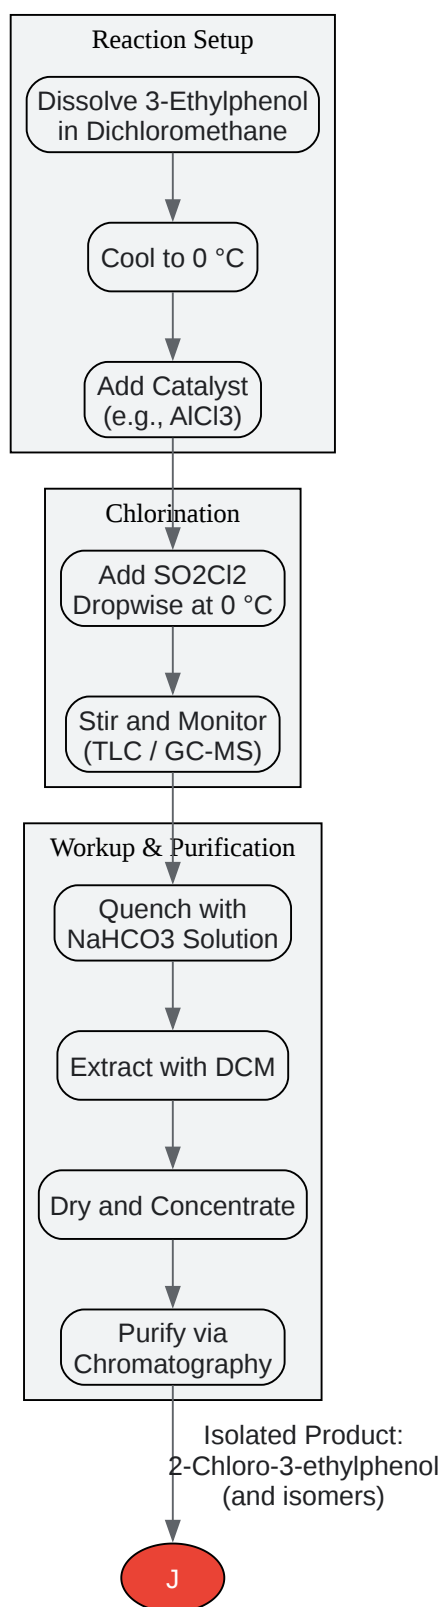 Reaction Setup
Dissolve 3-Ethylphenol
in Dichloromethane
Cool to 0 °C
Add Catalyst
(e.g., AlCl3)
Chlorination
Add SO2Cl2
Dropwise at 0 °C
Stir and Monitor
(TLC / GC-MS)
Workup & Purification
Quench with
NaHCO3 Solution
Extract with DCM
Dry and Concentrate
Purify via
Chromatography
Isolated Product:
2-Chloro-3-ethylphenol
(and isomers)
J